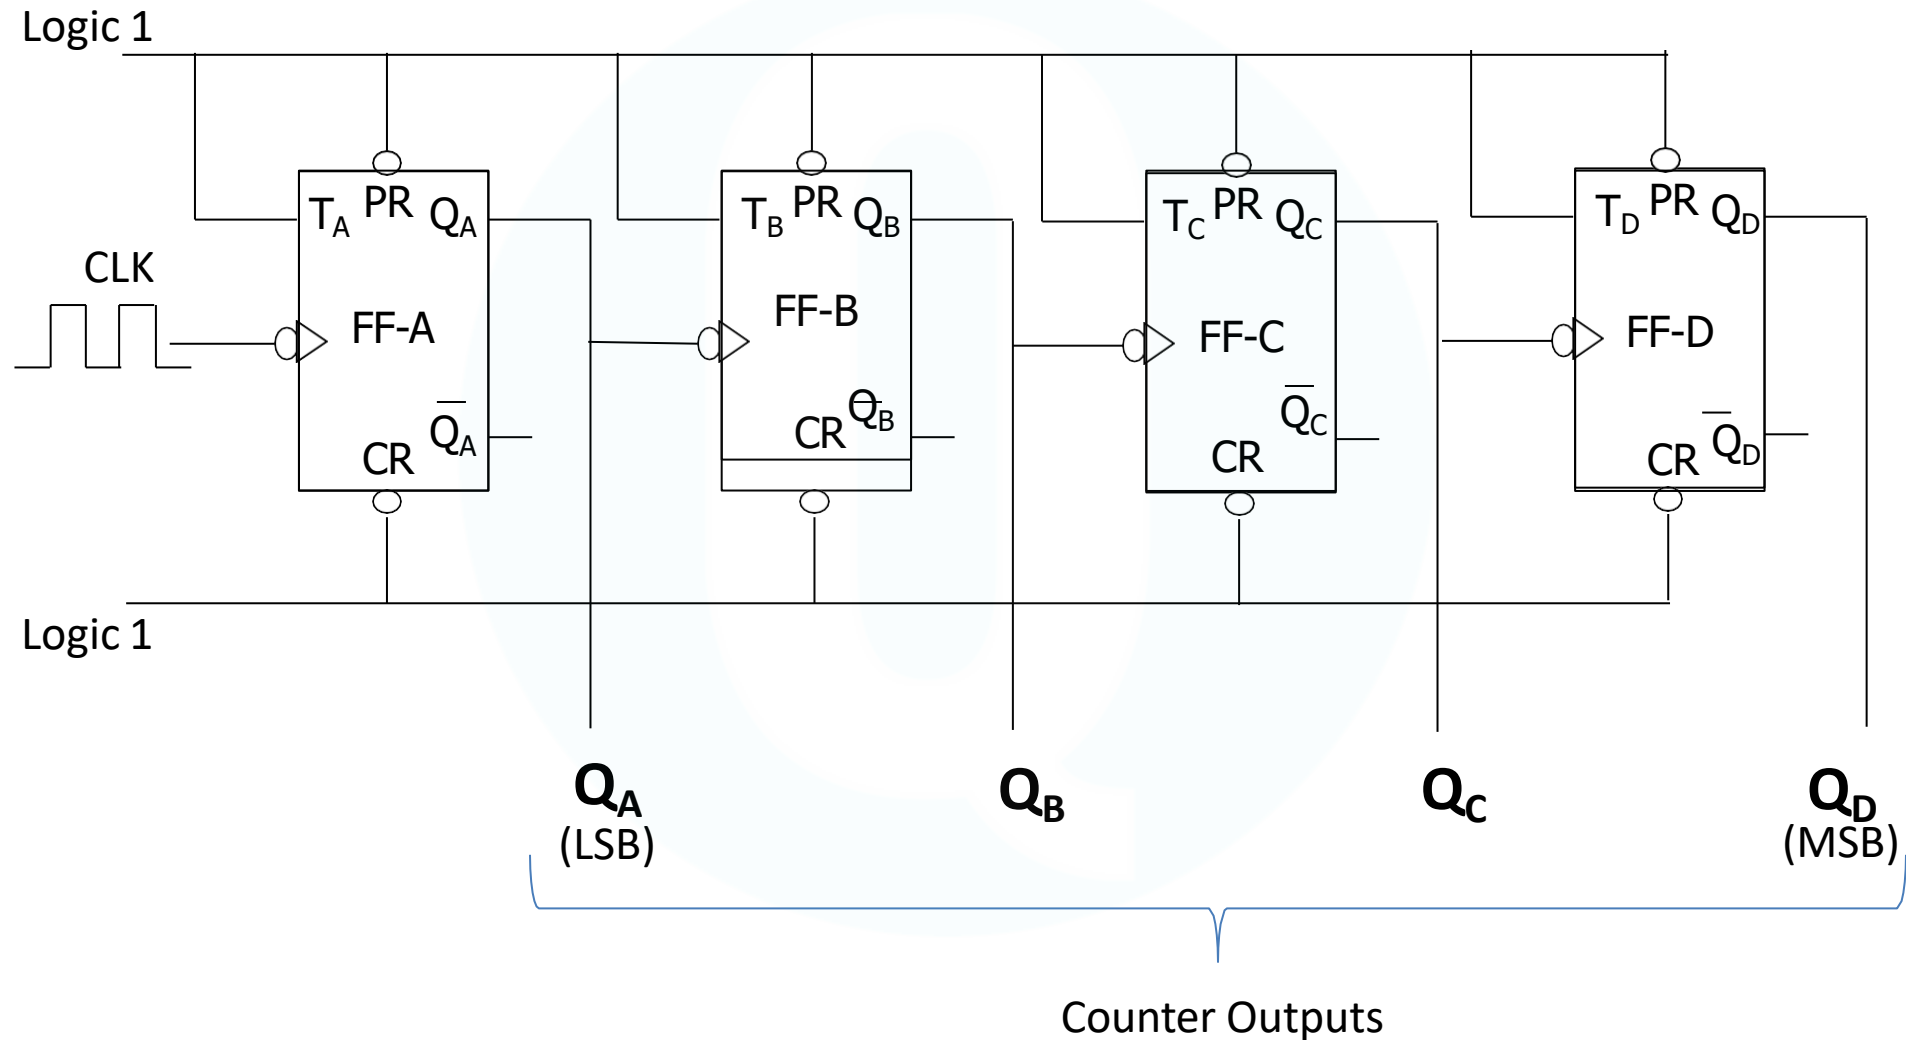 Logic 1
T_A PR Q_A
T_B PR Q_B
T_C PR Q_C
T_D PR Q_D
CLK
FF-A
FF-B
FF-C
FF-D
CR Q̅_A
CR Q̅_B
CR Q̅_C
CR Q̅_D
Logic 1
Q_A
(LSB)
Q_B
Q_C
Q_D
(MSB)
Counter Outputs